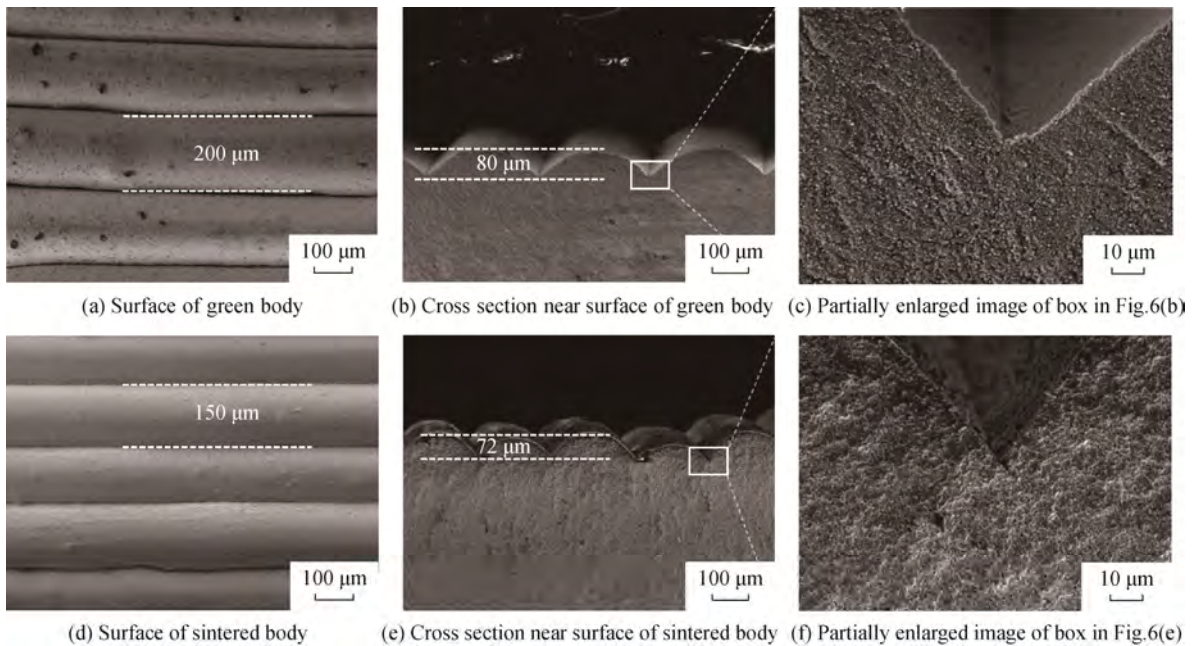 200 μm
100 μm
80 μm
100 μm
10 μm
(a) Surface of green body
(b) Cross section near surface of green body
(c) Partially enlarged image of box in Fig.6(b)
150 μm
100 μm
72 μm
100 μm
10 μm
(d) Surface of sintered body
(e) Cross section near surface of sintered body
(f) Partially enlarged image of box in Fig.6(e)